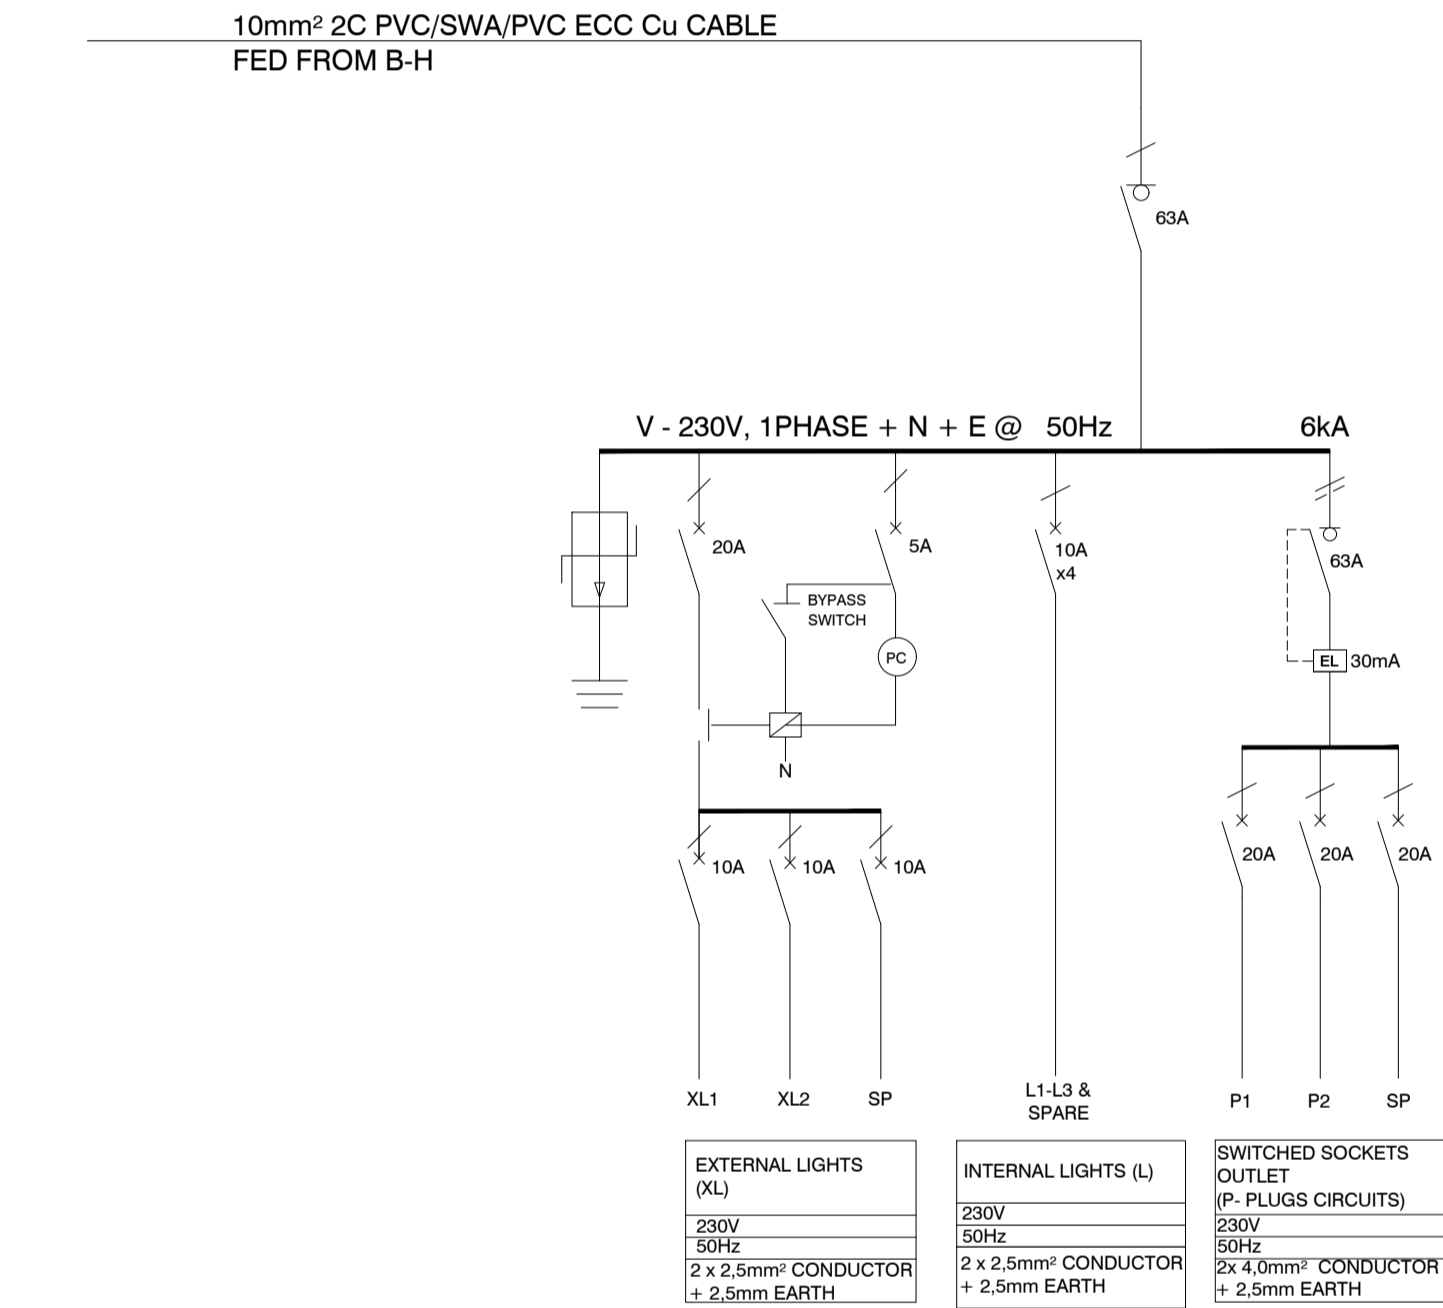 10mm² 2C PVC/SWA/PVC ECC Cu CABLE
FED FROM B-H
63A
V - 230V, 1PHASE + N + E @ 50Hz
6kA
20A
5A
10A
x4
63A
BYPASS
SWITCH
PC
EL
30mA
N
10A
10A
10A
20A
20A
20A
XL1
XL2
SP
L1-L3 &
SPARE
P1
P2
SP
EXTERNAL LIGHTS
(XL)
230V
50Hz
2 x 2,5mm² CONDUCTOR
+ 2,5mm EARTH
INTERNAL LIGHTS (L)
230V
50Hz
2 x 2,5mm² CONDUCTOR
+ 2,5mm EARTH
SWITCHED SOCKETS
OUTLET
(P- PLUGS CIRCUITS)
230V
50Hz
2x 4,0mm² CONDUCTOR
+ 2,5mm EARTH